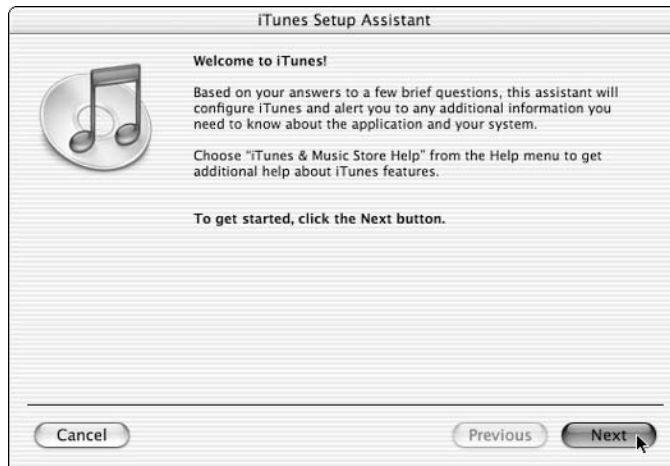 iTunes Setup Assistant
Welcome to iTunes!
Based on your answers to a few brief questions, this assistant will
configure iTunes and alert you to any additional information you
need to know about the application and your system.
Choose “iTunes & Music Store Help” from the Help menu to get
additional help about iTunes features.
To get started, click the Next button.
Cancel
Previous
Next